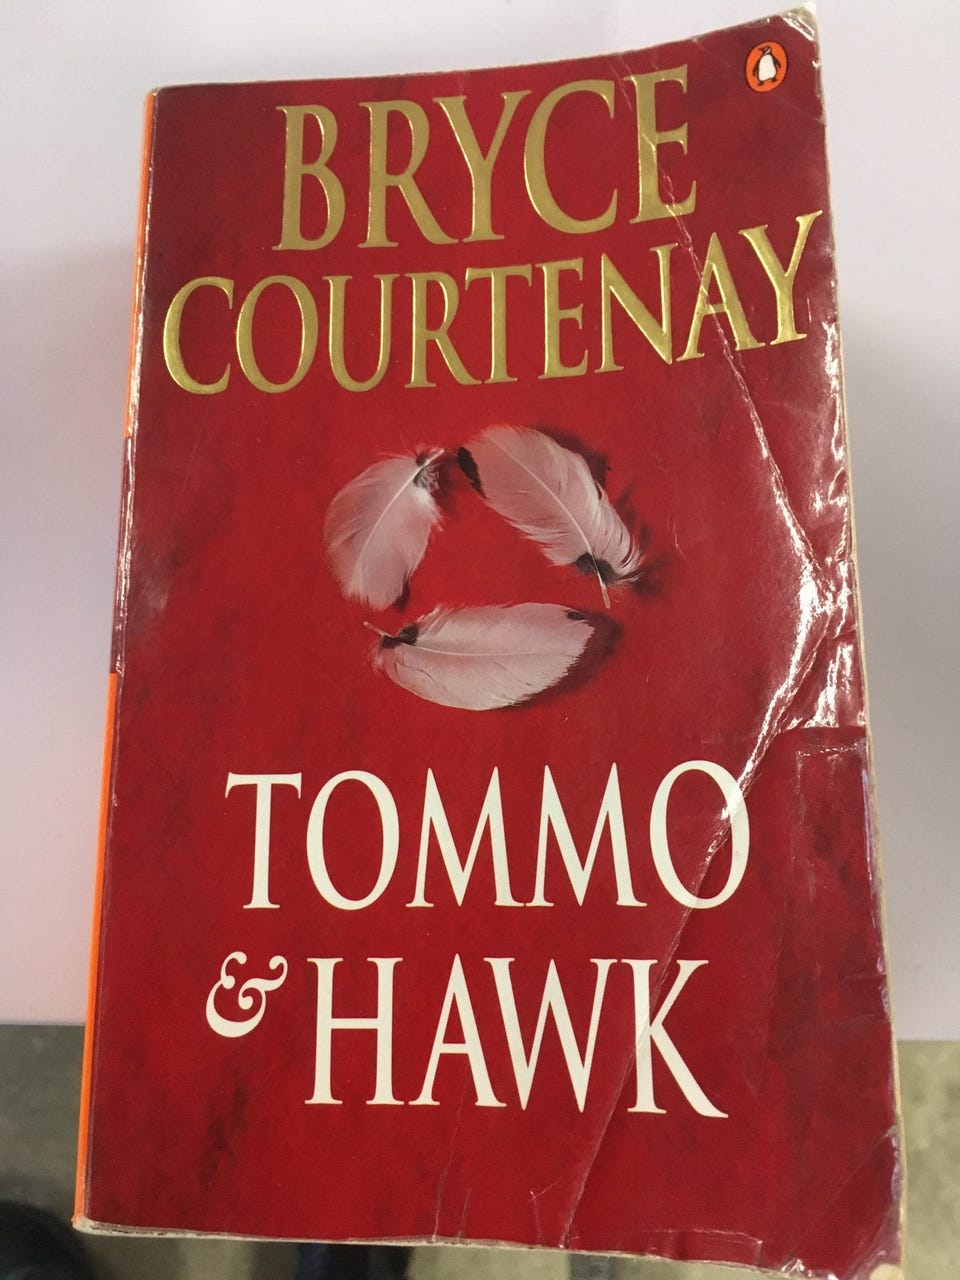 BRYCE
COURTENAY
TOMMO
& HAWK